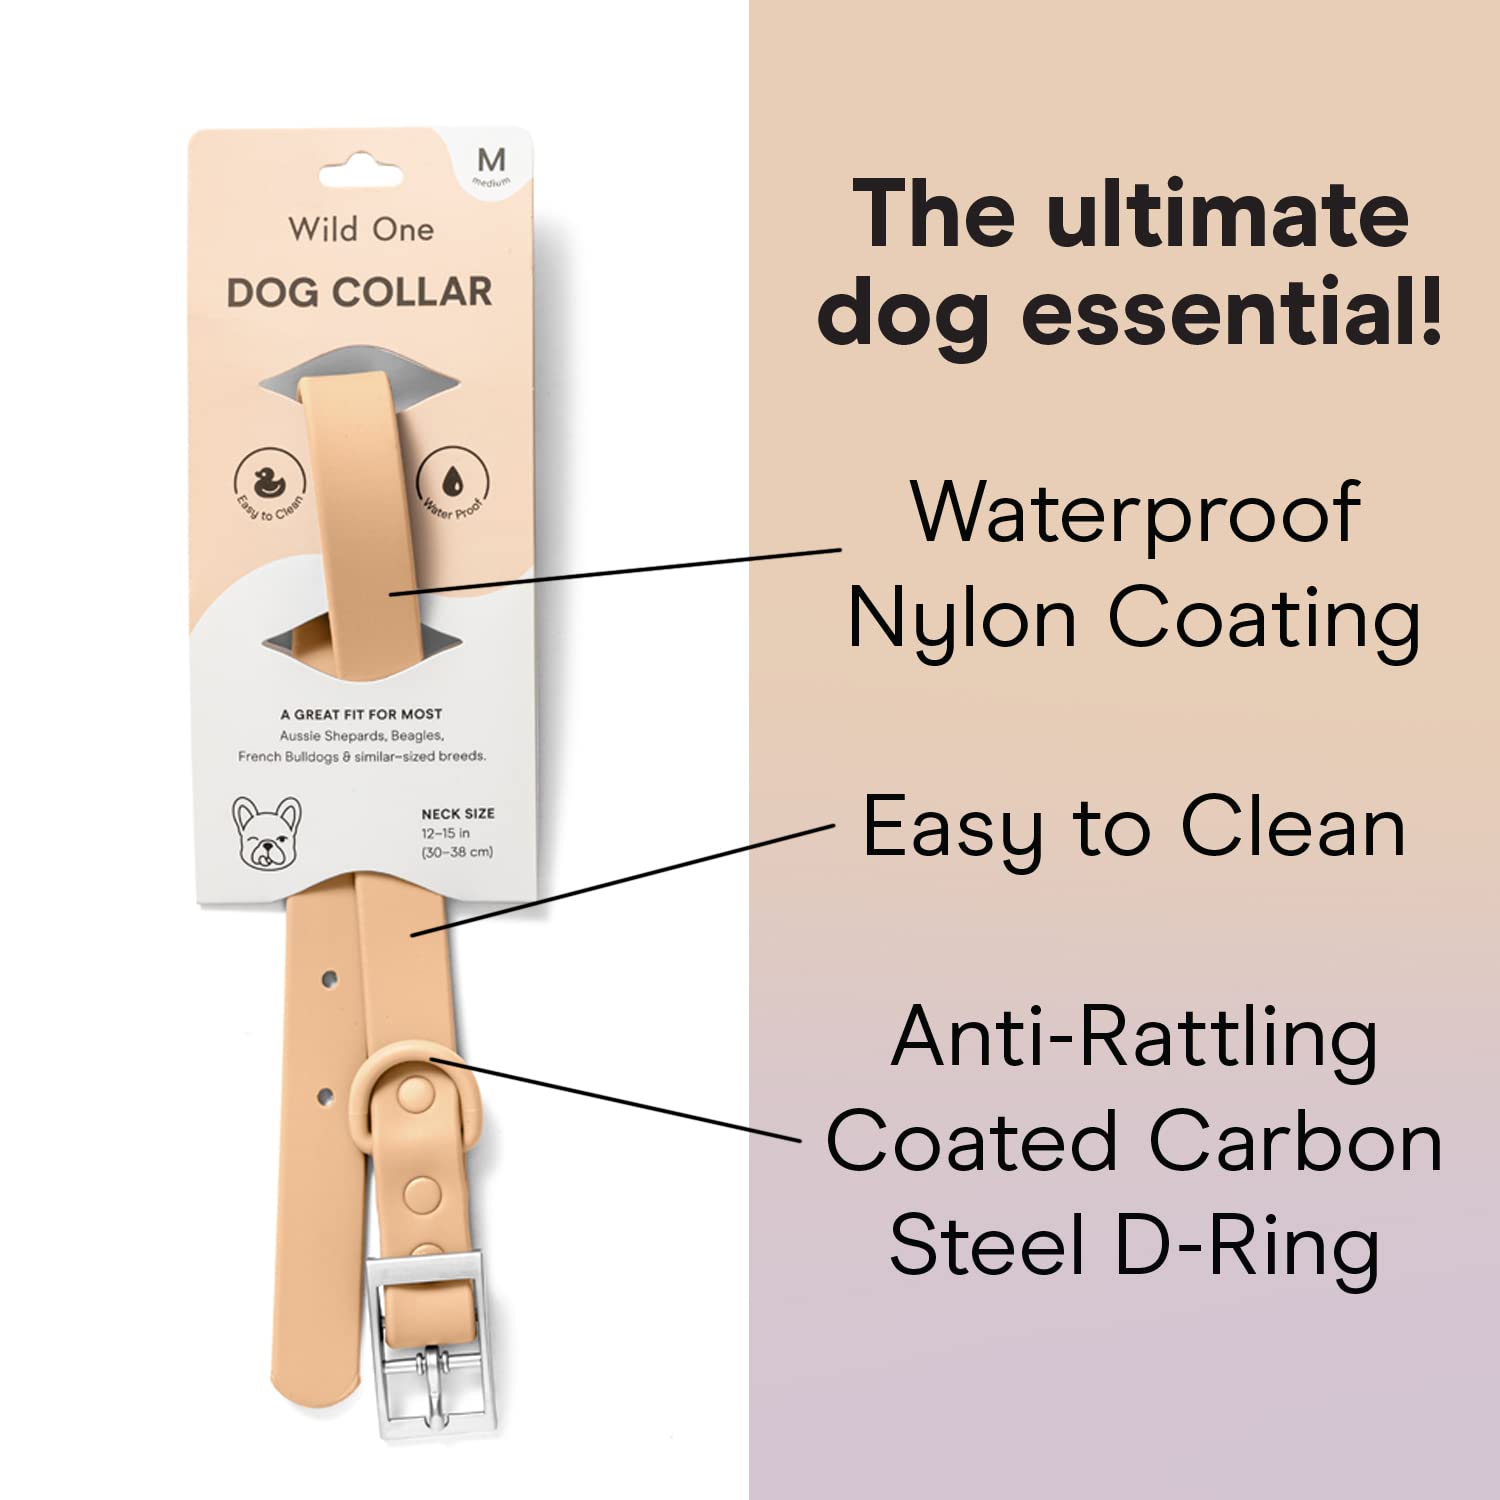 M
medium
Wild One
DOG COLLAR
Easy to Clean
Water Proof
A GREAT FIT FOR MOST
Aussie Shepards, Beagles,
French Bulldogs & similar-sized breeds.
NECK SIZE
12–15 in
(30–38 cm)
The ultimate
dog essential!
Waterproof
Nylon Coating
Easy to Clean
Anti-Rattling
Coated Carbon
Steel D-Ring